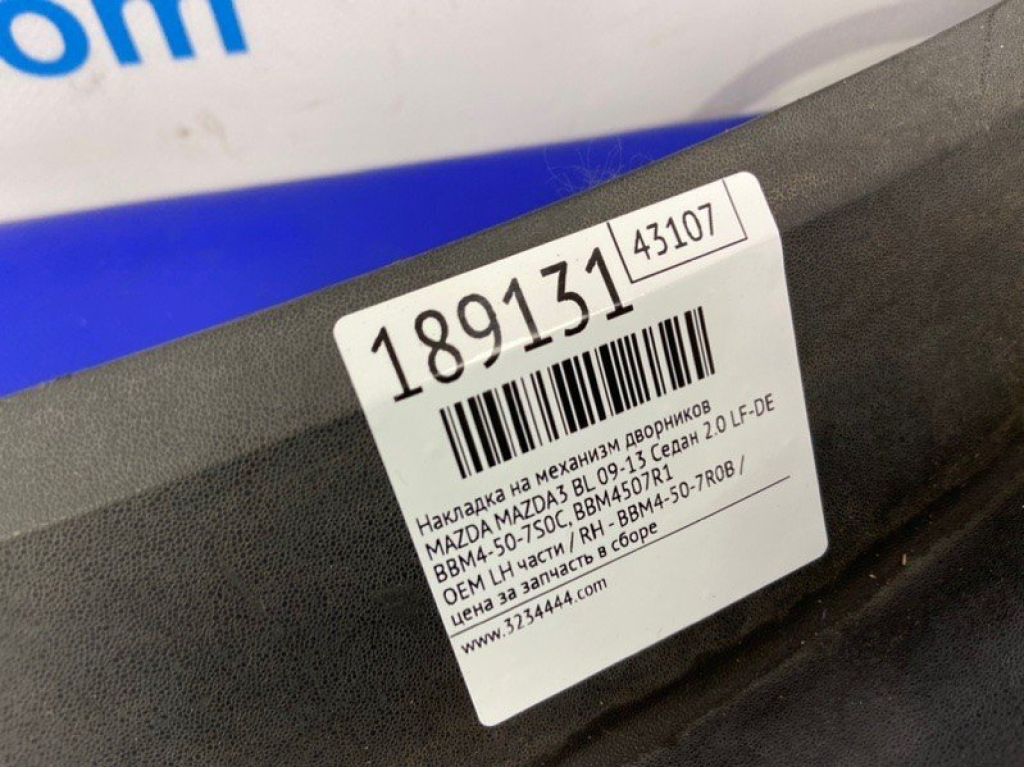 om
189131
43107
Накладка на механизм дворников
MAZDA MAZDA3 BL 09-13 Седан 2.0 LF-DE
BBM4-50-7S0C, BBM4507R1
OEM LH части / RH - BBM4-50-7R0B /
цена за запчасть в сборе
www.3234444.com